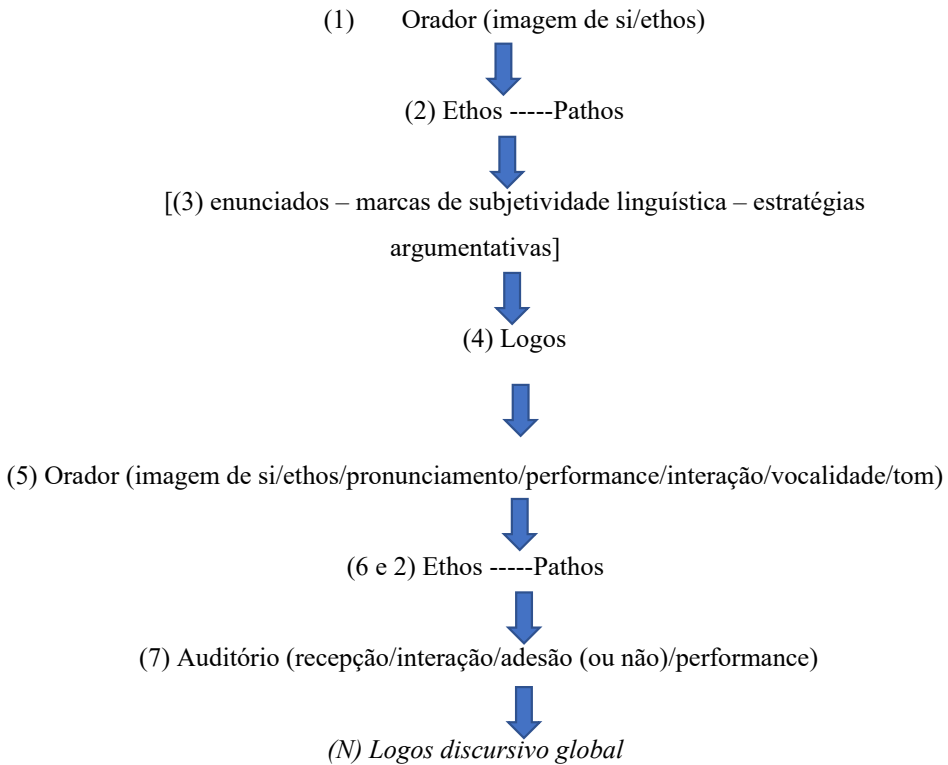 (1) Orador (imagem de si/ethos)
(2) Ethos -----Pathos
[(3) enunciados – marcas de subjetividade linguística – estratégias
argumentativas]
(4) Logos
(5) Orador (imagem de si/ethos/pronunciamento/performance/interação/vocalidade/tom)
(6 e 2) Ethos -----Pathos
(7) Auditório (recepção/interação/adesão (ou não)/performance)
(N) Logos discursivo global